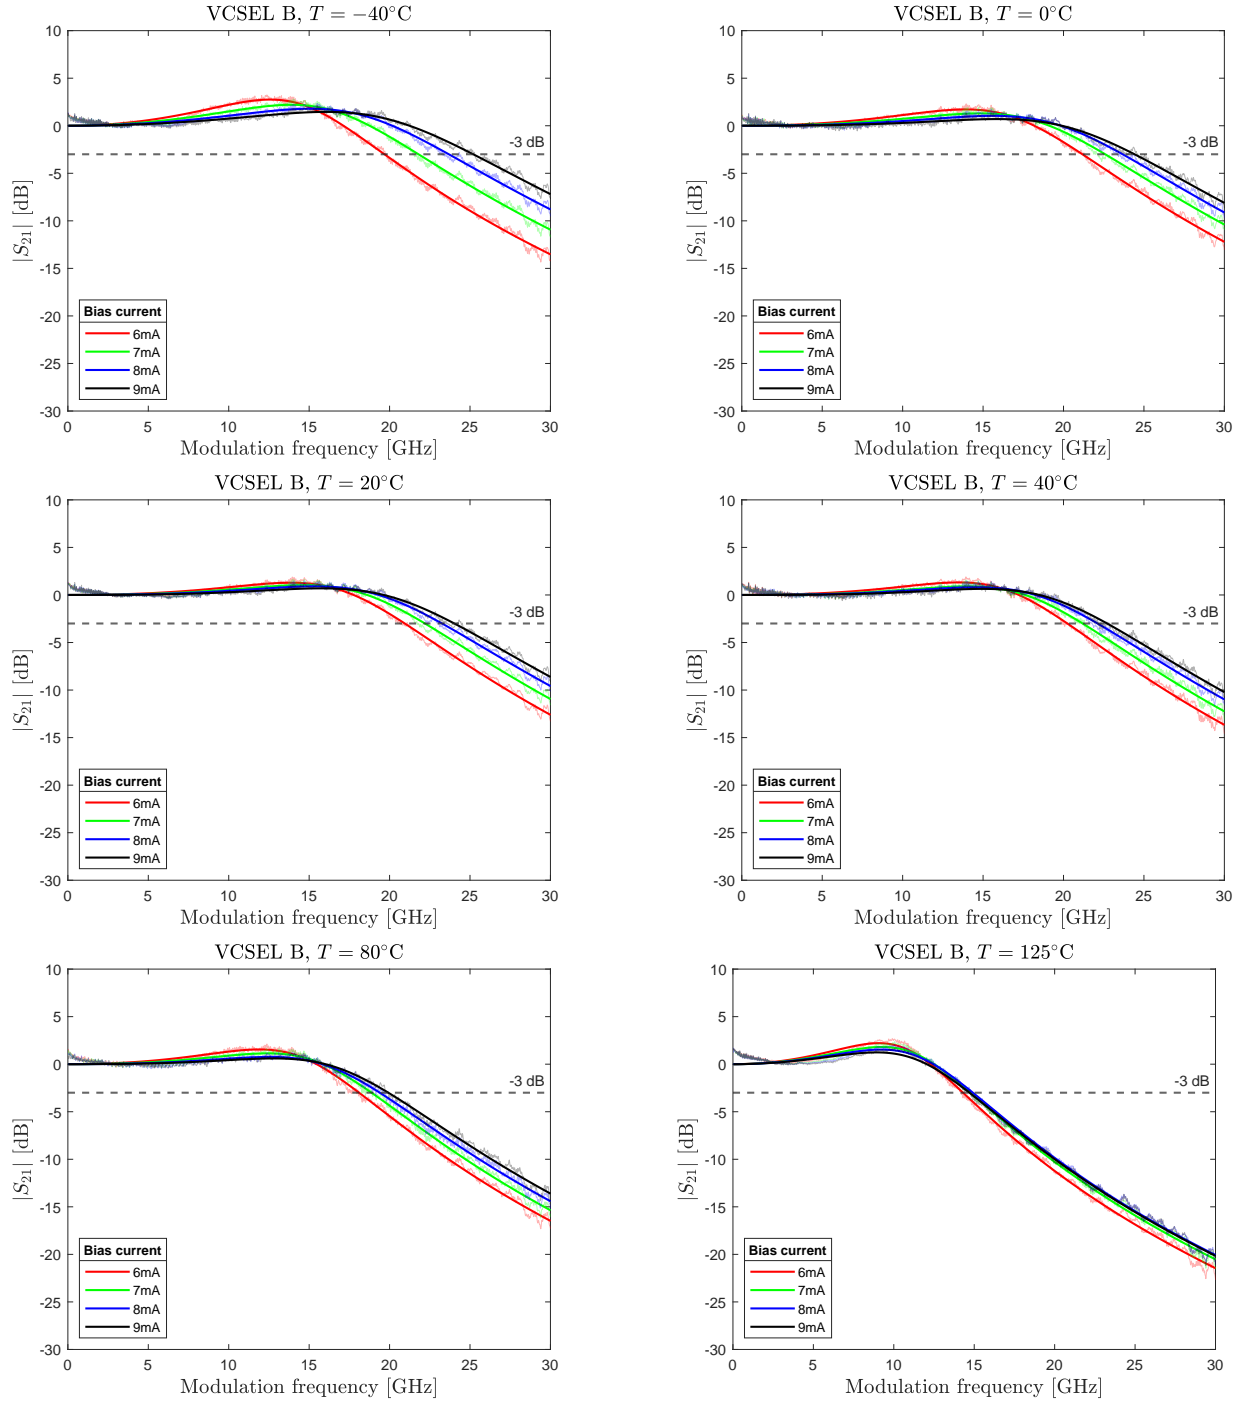 VCSEL B, T = −40°C
10
5
0
-5
-10
-15
-20
-25
-30
|S21| [dB]
-3 dB
Bias current
6mA
7mA
8mA
9mA
0 5 10 15 20 25 30
Modulation frequency [GHz]
VCSEL B, T = 0°C
10
5
0
-5
-10
-15
-20
-25
-30
|S21| [dB]
-3 dB
Bias current
6mA
7mA
8mA
9mA
0 5 10 15 20 25 30
Modulation frequency [GHz]
VCSEL B, T = 20°C
10
5
0
-5
-10
-15
-20
-25
-30
|S21| [dB]
-3 dB
Bias current
6mA
7mA
8mA
9mA
0 5 10 15 20 25 30
Modulation frequency [GHz]
VCSEL B, T = 40°C
10
5
0
-5
-10
-15
-20
-25
-30
|S21| [dB]
-3 dB
Bias current
6mA
7mA
8mA
9mA
0 5 10 15 20 25 30
Modulation frequency [GHz]
VCSEL B, T = 80°C
10
5
0
-5
-10
-15
-20
-25
-30
|S21| [dB]
-3 dB
Bias current
6mA
7mA
8mA
9mA
0 5 10 15 20 25 30
Modulation frequency [GHz]
VCSEL B, T = 125°C
10
5
0
-5
-10
-15
-20
-25
-30
|S21| [dB]
-3 dB
Bias current
6mA
7mA
8mA
9mA
0 5 10 15 20 25 30
Modulation frequency [GHz]